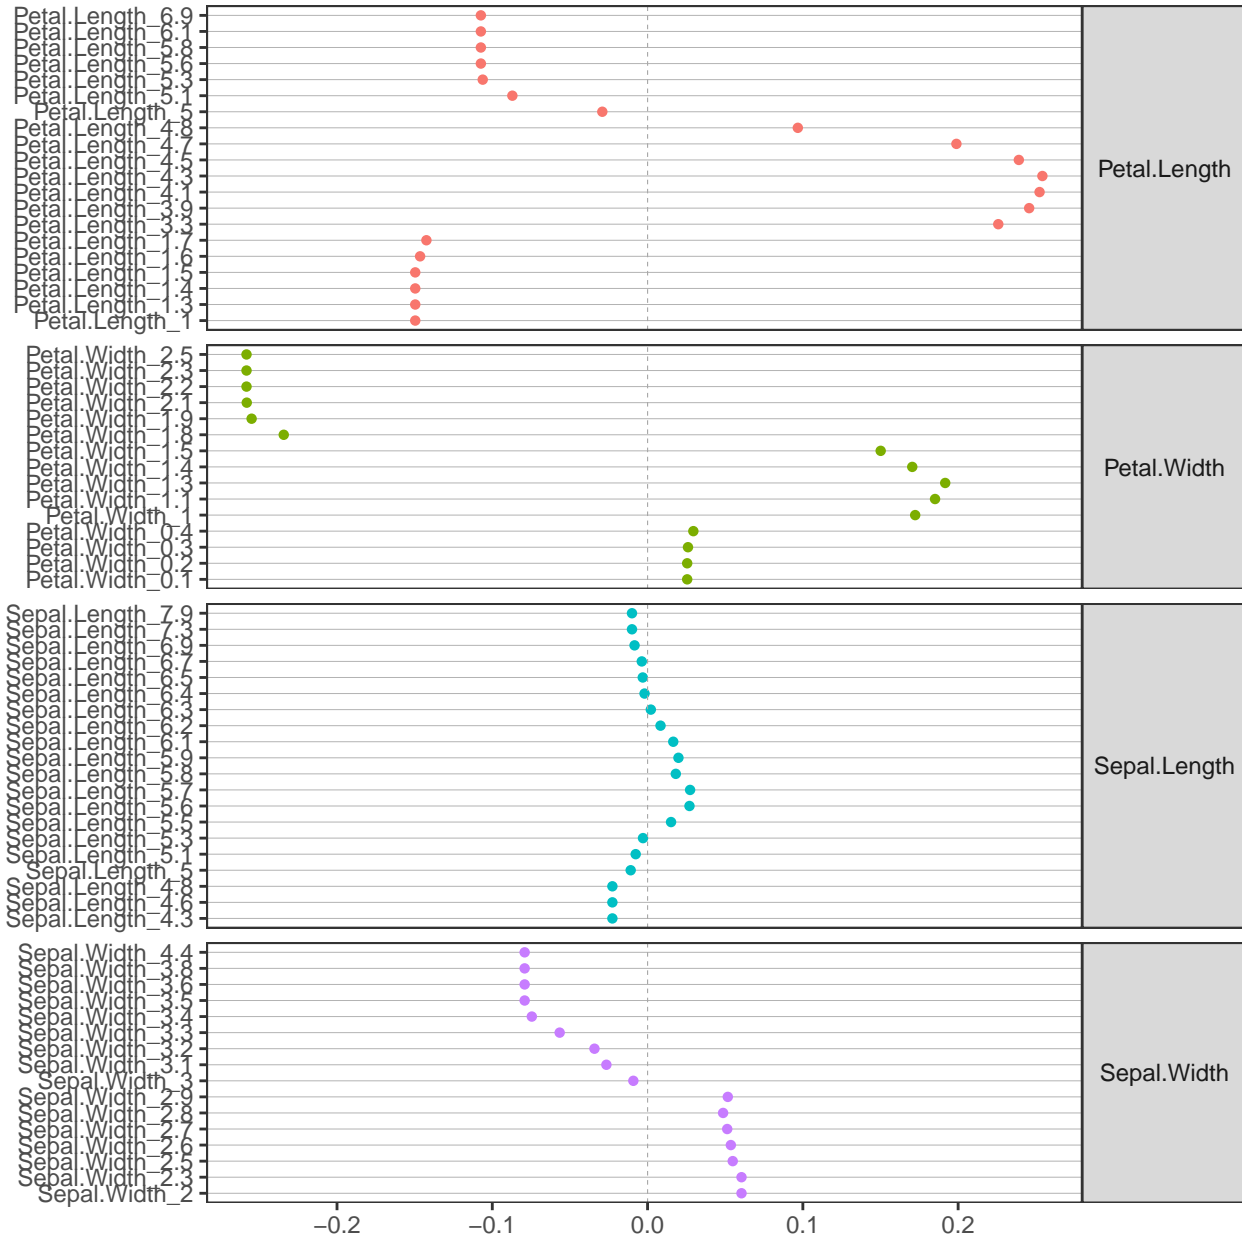 Petal.Length_6.9
Petal.Length_6.1
Petal.Length_5.8
Petal.Length_5.6
Petal.Length_5.3
Petal.Length_5.1
Petal.Length_5
Petal.Length_4.8
Petal.Length_4.7
Petal.Length_4.5
Petal.Length_4.3
Petal.Length_4.1
Petal.Length_3.9
Petal.Length_3.3
Petal.Length_1.7
Petal.Length_1.6
Petal.Length_1.5
Petal.Length_1.4
Petal.Length_1.3
Petal.Length_1
Petal.Length
Petal.Width_2.5
Petal.Width_2.3
Petal.Width_2.2
Petal.Width_2.1
Petal.Width_1.9
Petal.Width_1.8
Petal.Width_1.5
Petal.Width_1.4
Petal.Width_1.3
Petal.Width_1.1
Petal.Width_1
Petal.Width_0.4
Petal.Width_0.3
Petal.Width_0.2
Petal.Width_0.1
Petal.Width
Sepal.Length_7.9
Sepal.Length_7.3
Sepal.Length_6.9
Sepal.Length_6.7
Sepal.Length_6.5
Sepal.Length_6.4
Sepal.Length_6.3
Sepal.Length_6.2
Sepal.Length_6.1
Sepal.Length_5.9
Sepal.Length_5.8
Sepal.Length_5.7
Sepal.Length_5.6
Sepal.Length_5.5
Sepal.Length_5.3
Sepal.Length_5.1
Sepal.Length_5
Sepal.Length_4.8
Sepal.Length_4.6
Sepal.Length_4.3
Sepal.Length
Sepal.Width_4.4
Sepal.Width_3.8
Sepal.Width_3.6
Sepal.Width_3.5
Sepal.Width_3.4
Sepal.Width_3.3
Sepal.Width_3.2
Sepal.Width_3.1
Sepal.Width_3
Sepal.Width_2.9
Sepal.Width_2.8
Sepal.Width_2.7
Sepal.Width_2.6
Sepal.Width_2.5
Sepal.Width_2.3
Sepal.Width_2
Sepal.Width
−0.2 −0.1 0.0 0.1 0.2